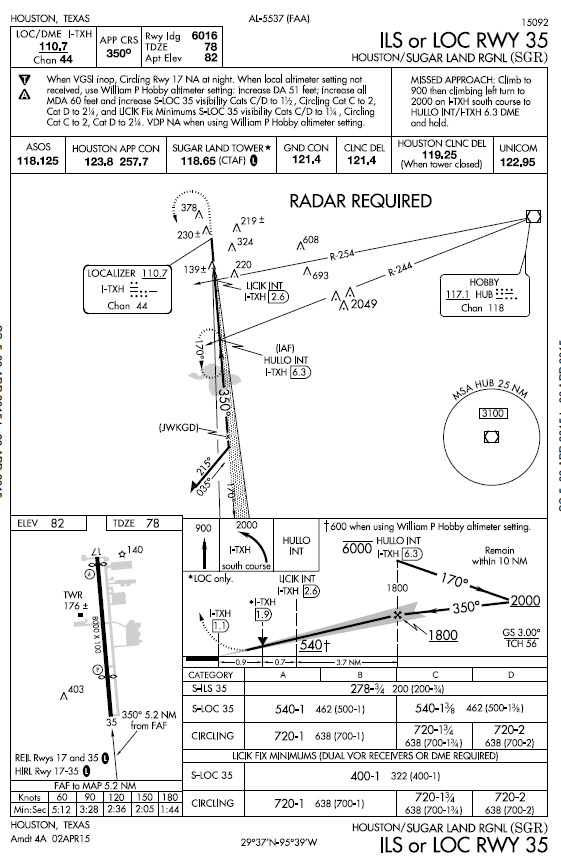 HOUSTON, TEXAS
AL-5537 (FAA)
15092
LOC/DME I-TXH
110.7
Chan 44
APP CRS
350°
Rwy ldg 6016
TDZE 78
Apt Elev 82
ILS or LOC RWY 35
HOUSTON/SUGAR LAND RGNL (SGR)
T
A
When VGSI inop, Circling Rwy 17 NA at night. When local altimeter setting not
received, use William P Hobby altimeter setting: increase DA 51 feet; increase all
MDA 60 feet and increase S-LOC 35 visibility Cats C/D to 1½, Circling Cat C to 2,
Cat D to 2¼, and LICIK Fix Minimums S-LOC 35 visibility Cats C/D to 1¼, Circling
Cat C to 2, Cat D to 2¼. VDP NA when using William P Hobby altimeter setting.
MISSED APPROACH: Climb to
900 then climbing left turn to
2000 on I-TXH south course to
HULLO INT/I-TXH 6.3 DME
and hold.
ASOS
118.125
HOUSTON APP CON
123.8 257.7
SUGAR LAND TOWER*
118.65 (CTAF) L
GND CON
121.4
CLNC DEL
121.4
HOUSTON CLNC DEL
119.25
(When tower closed)
UNICOM
122.95
RADAR REQUIRED
378
219±
230±
324
608
139±
220
693
R-254
R-244
2049
LOCALIZER 110.7
I-TXH
Chan 44
LICIK INT
I-TXH 2.6
HOBBY
117.1 HUB
Chan 118
(IAF)
HULLO INT
I-TXH 6.3
170°
350°
(JWKGD)
215°
035°
170°
MSA HUB 25 NM
3100
ELEV 82
TDZE 78
17
140
TWR
176 ±
8000 X 100
403
35
350° 5.2 NM
from FAF
REIL Rwys 17 and 35 L
HIRL Rwy 17-35 L
FAF to MAP 5.2 NM
Knots 60 90 120 150 180
Min:Sec 5:12 3:28 2:36 2:05 1:44
900
2000
I-TXH
south course
HULLO
INT
†600 when using William P Hobby altimeter setting.
HULLO INT
6000 I-TXH 6.3
Remain
within 10 NM
*LOC only.
LICIK INT
I-TXH 2.6
*I-TXH
1.9
I-TXH
1.1
1800
170°
2000
350°
540†
1800
GS 3.00°
TCH 56
0.9 0.7 3.7 NM
CATEGORY A B C D
S-ILS 35 278-¾ 200 (200-¾)
S-LOC 35 540-1 462 (500-1) 540-1⅜ 462 (500-1⅜)
CIRCLING 720-1 638 (700-1) 720-1¾ 638 (700-1¾) 720-2 638 (700-2)
LICIK FIX MINIMUMS (DUAL VOR RECEIVERS OR DME REQUIRED)
S-LOC 35 400-1 322 (400-1)
CIRCLING 720-1 638 (700-1) 720-1¾ 638 (700-1¾) 720-2 638 (700-2)
HOUSTON, TEXAS
Amdt 4A 02APR15
29°37'N-95°39'W
HOUSTON/SUGAR LAND RGNL (SGR)
ILS or LOC RWY 35